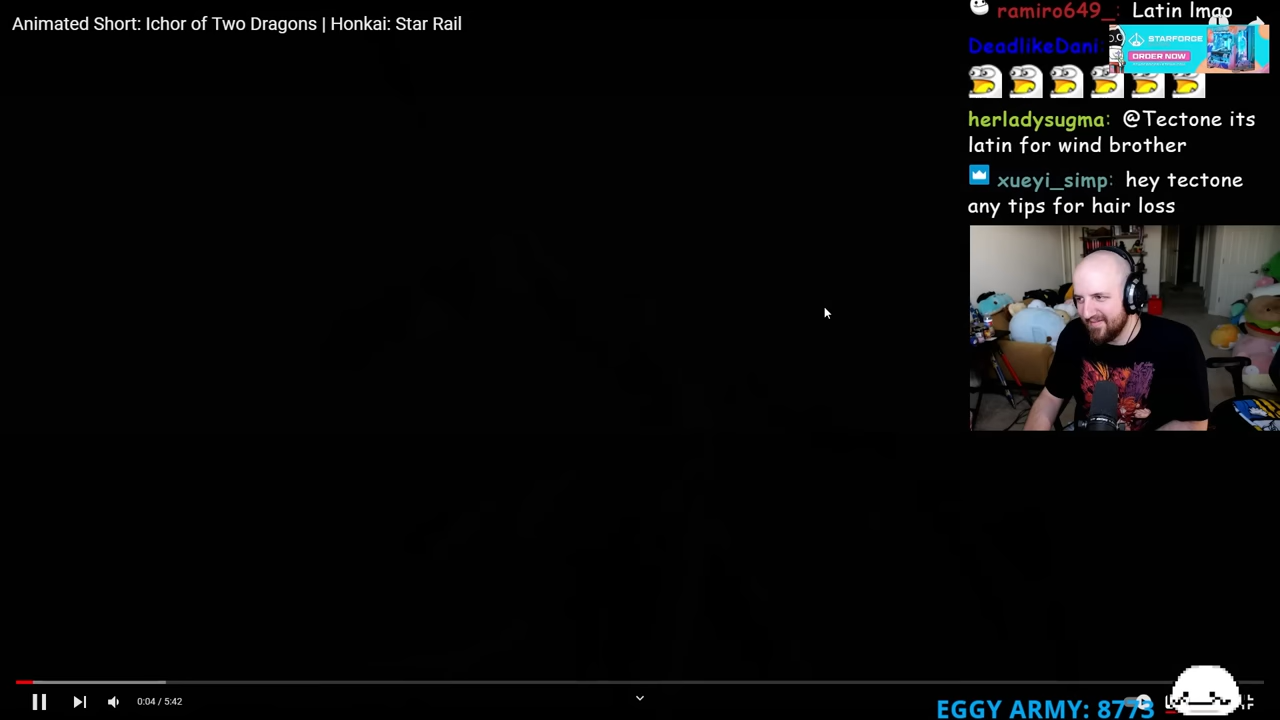 Animated Short: Ichor of Two Dragons | Honkai: Star Rail
ramiro649_: Latin lmao
DeadlikeDani
STARFORGE
ORDER NOW
herladysugma: @Tectone its
latin for wind brother
xueyi_simp: hey tectone
any tips for hair loss
0:04 / 5:42
EGGY ARMY: 8773